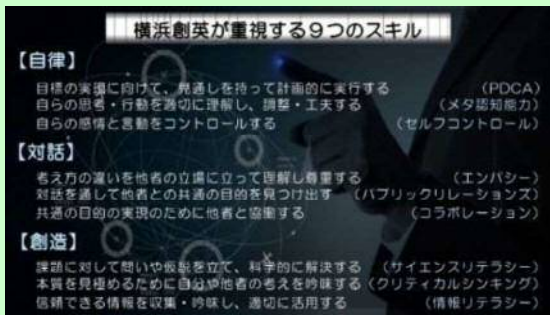 横浜創英が重視する9つのスキル
【自律】
目標の実現に向けて、見通しを持って計画的に実行する (PDCA)
自らの思考・行動を適切に理解し、調整・工夫する (メタ認知能力)
自らの感情と言動をコントロールする (セルフコントロール)
【対話】
考え方の違いを他者の立場に立って理解し尊重する (エンパシー)
対話を通して他者との共通の目的を見つけ出す (パブリックリレーションズ)
共通の目的の実現のために他者と協働する (コラボレーション)
【創造】
課題に対して問いや仮説を立て、科学的に解決する (サイエンスリテラシー)
本質を見極めるために自分や他者の考えを吟味する (クリティカルシンキング)
信頼できる情報を収集・吟味し、適切に活用する (情報リテラシー)